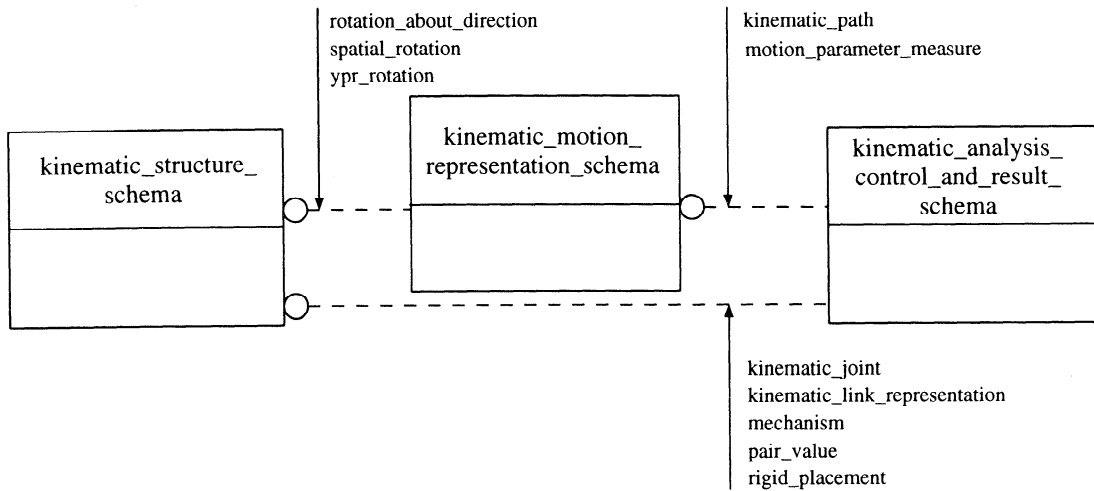 rotation_about_direction
spatial_rotation
ypr_rotation
kinematic_path
motion_parameter_measure
kinematic_structure_
schema
kinematic_motion_
representation_schema
kinematic_analysis_
control_and_result_
schema
kinematic_joint
kinematic_link_representation
mechanism
pair_value
rigid_placement